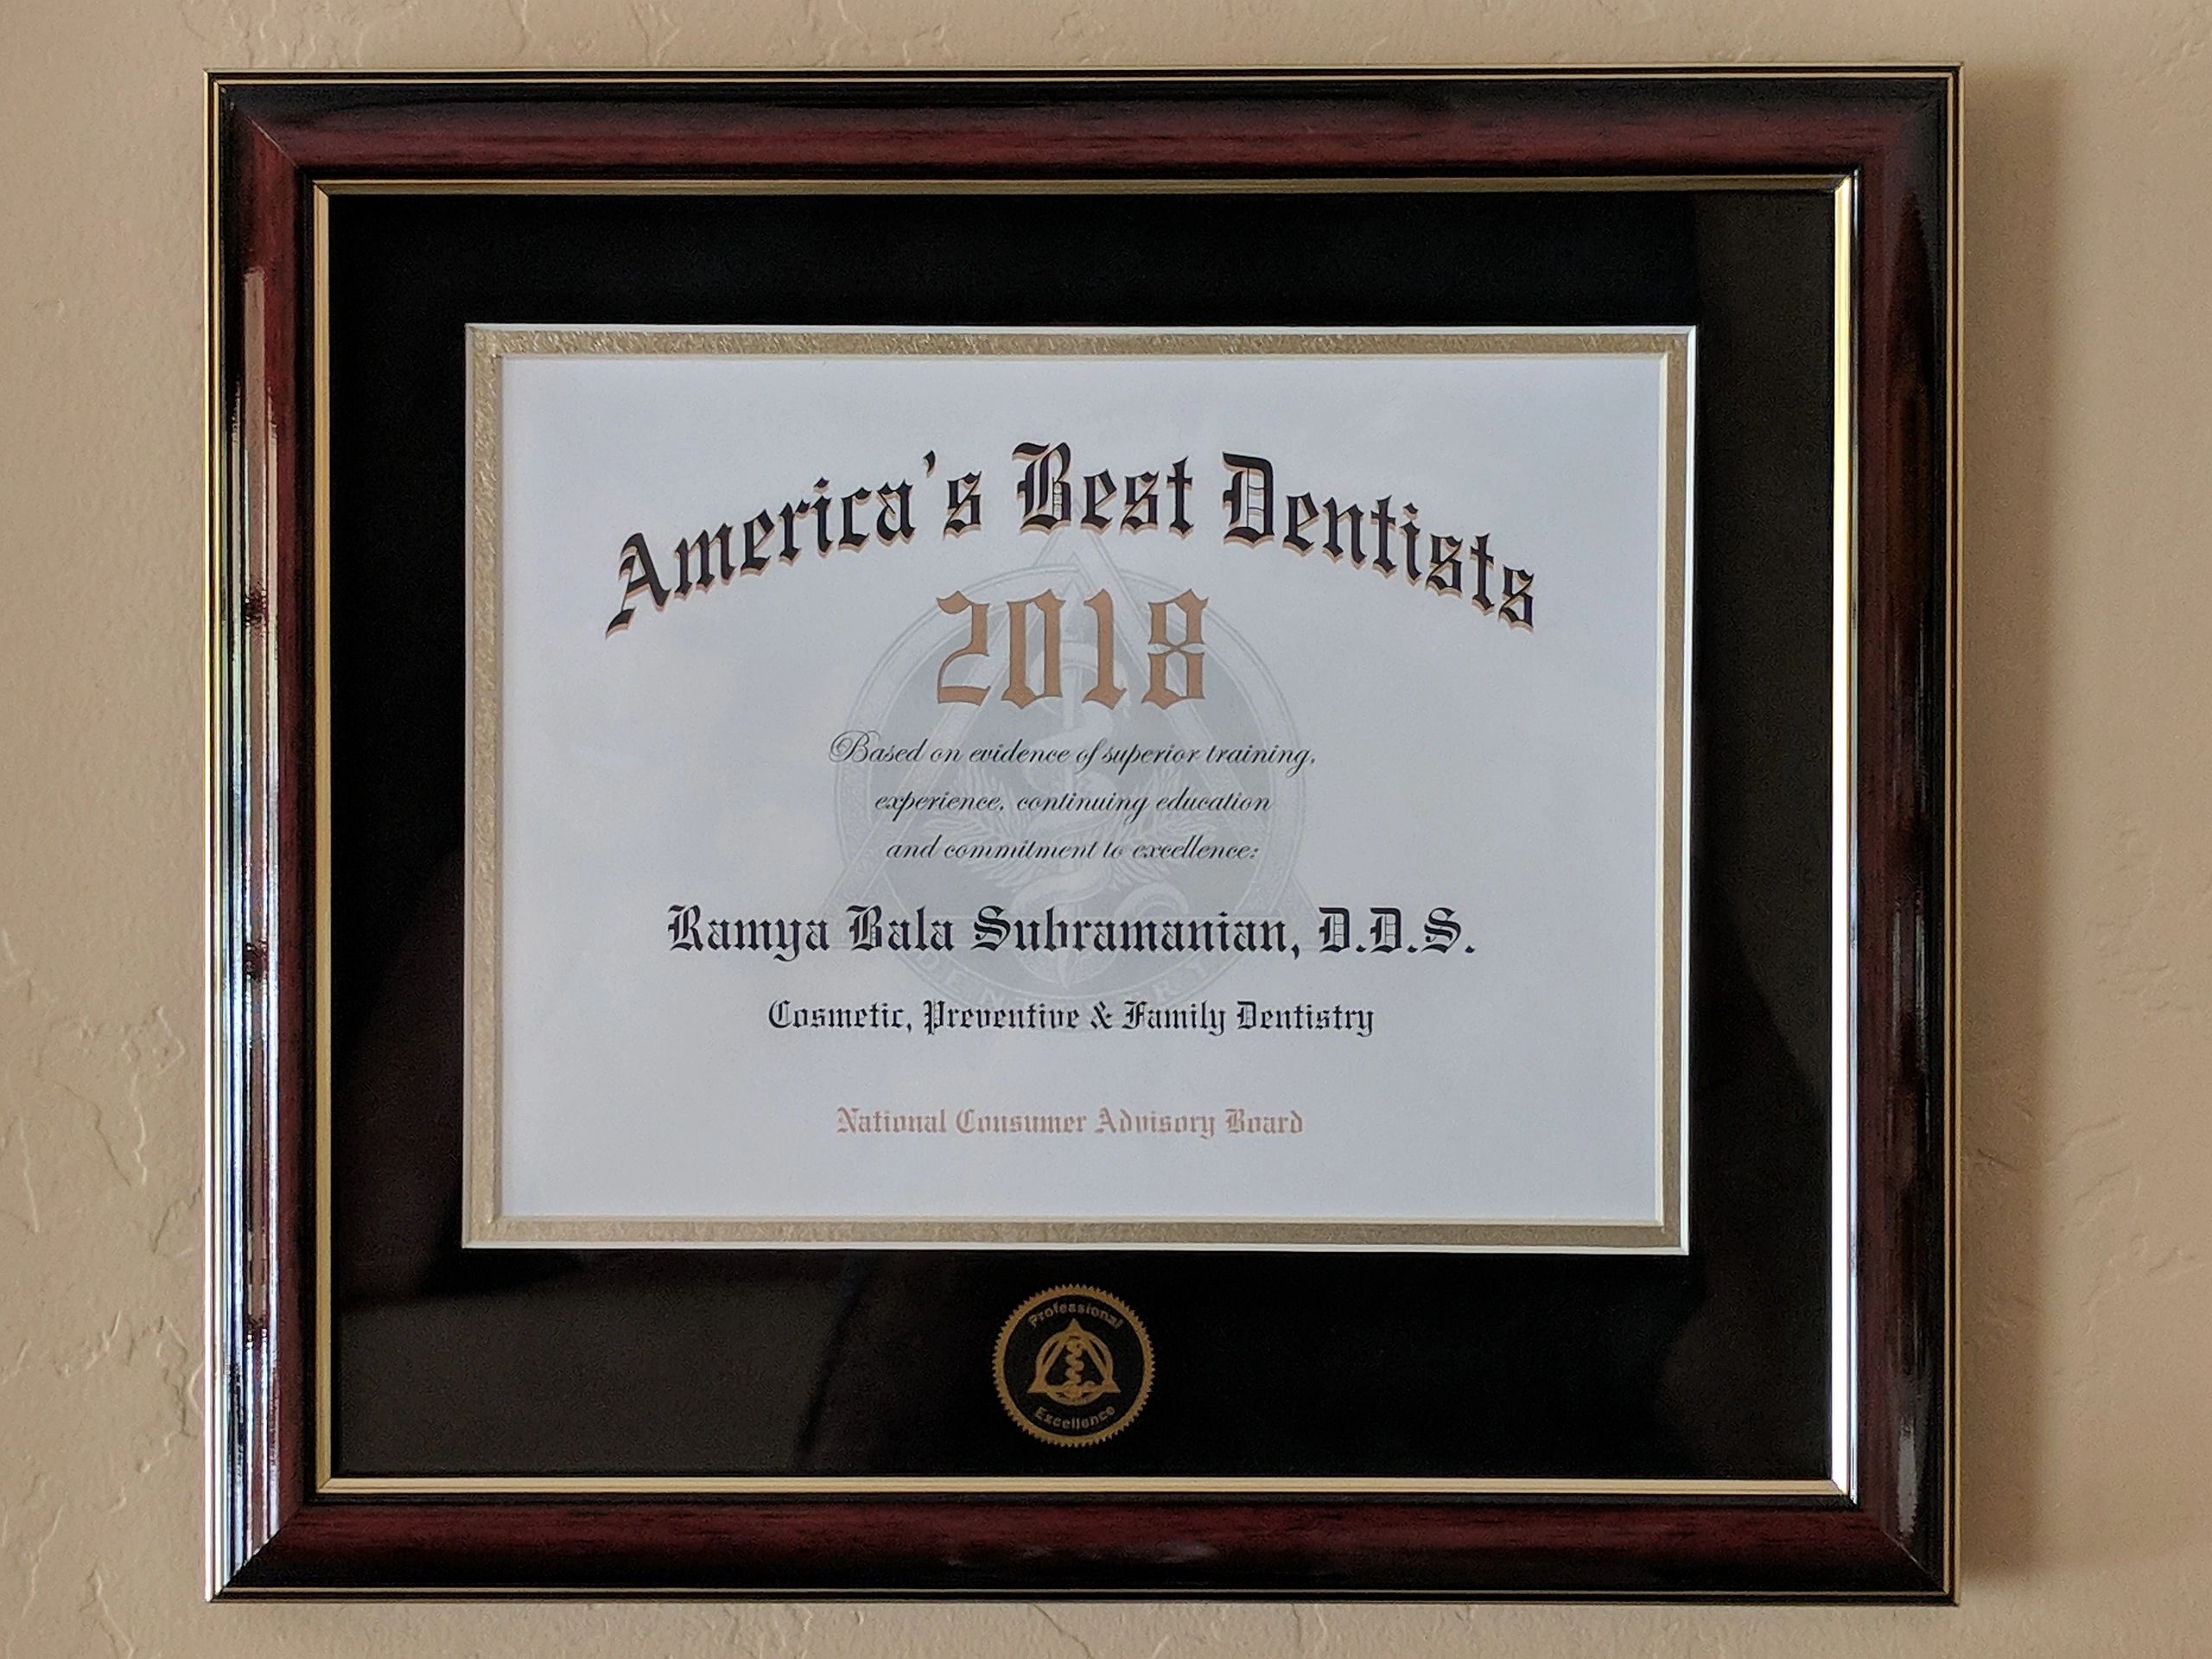 America's Best Dentists
2018
Based on evidence of superior training,
experience, continuing education
and commitment to excellence:
Ramya Bala Subramanian, D.D.S.
Cosmetic, Preventive & Family Dentistry
DENTISTRY
National Consumer Advisory Board
Professional
Excellence